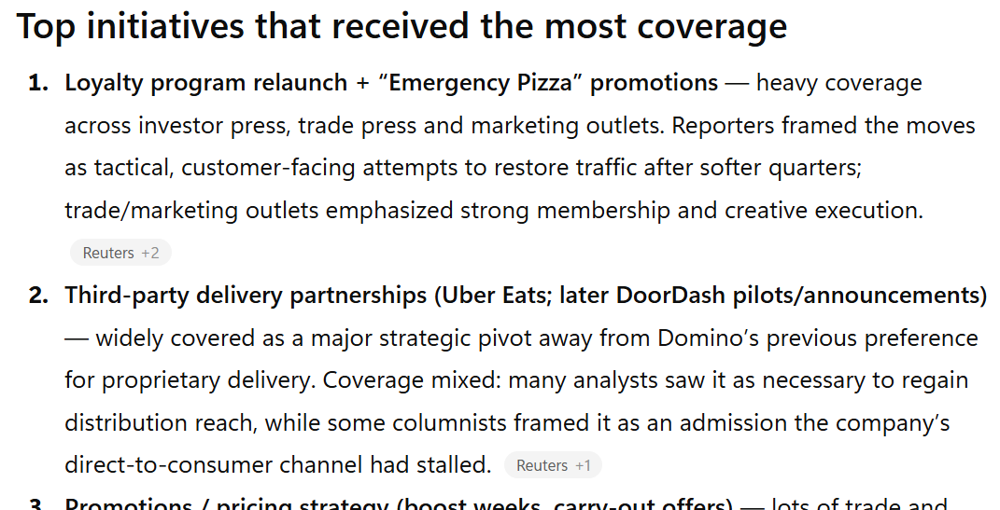 Top initiatives that received the most coverage
1. Loyalty program relaunch + “Emergency Pizza” promotions — heavy coverage
across investor press, trade press and marketing outlets. Reporters framed the moves
as tactical, customer-facing attempts to restore traffic after softer quarters;
trade/marketing outlets emphasized strong membership and creative execution.
Reuters +2
2. Third-party delivery partnerships (Uber Eats; later DoorDash pilots/announcements)
— widely covered as a major strategic pivot away from Domino’s previous preference
for proprietary delivery. Coverage mixed: many analysts saw it as necessary to regain
distribution reach, while some columnists framed it as an admission the company’s
direct-to-consumer channel had stalled. Reuters +1
3. Promotions / pricing strategy (boost weeks, carry-out offers) — lots of trade and